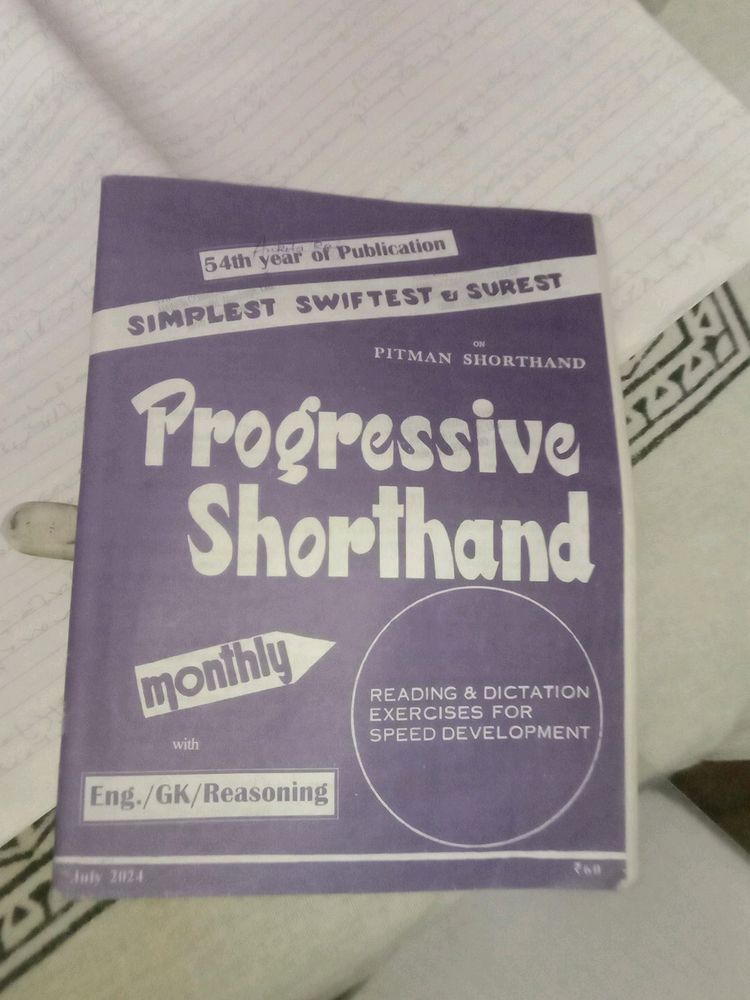 54th year of Publication
SIMPLEST SWIFTEST & SUREST
ON
PITMAN SHORTHAND
Progressive
Shorthand
monthly
READING & DICTATION
EXERCISES FOR
SPEED DEVELOPMENT
with
Eng./GK/Reasoning
July 2024
₹60